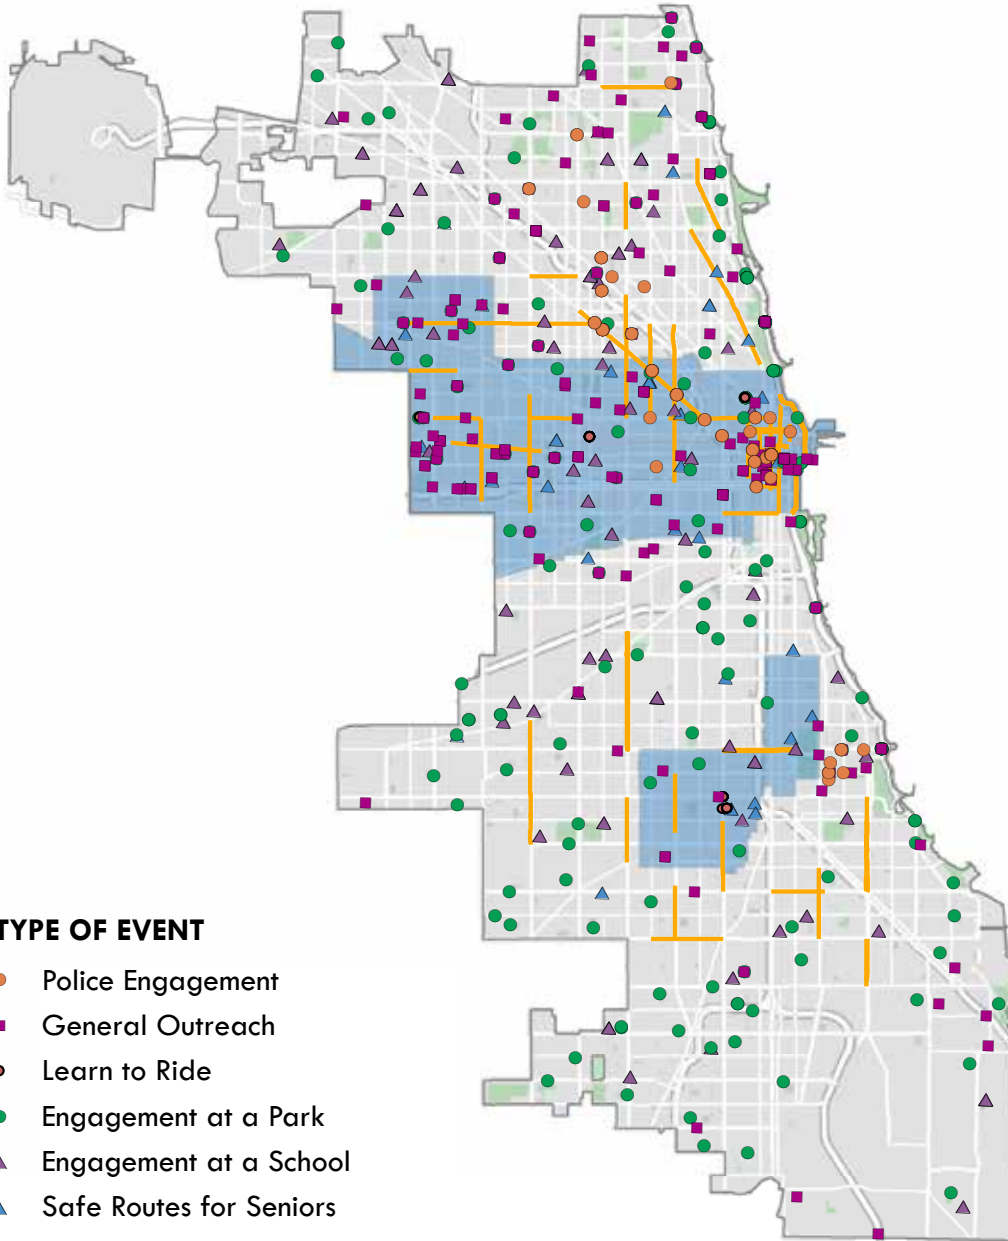 TYPE OF EVENT
Police Engagement
General Outreach
Learn to Ride
Engagement at a Park
Engagement at a School
Safe Routes for Seniors